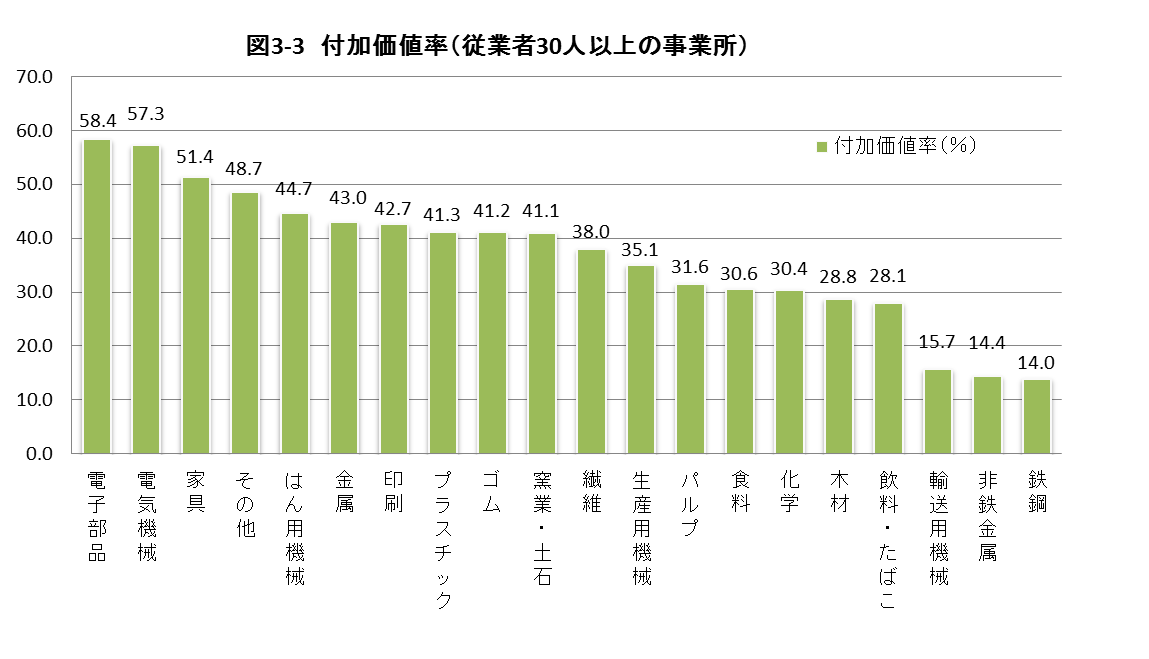 図3-3 付加価値率(従業者30人以上の事業所)
70.0
60.0
50.0
40.0
30.0
20.0
10.0
0.0
付加価値率(%)
58.4
57.3
51.4
48.7
44.7
43.0
42.7
41.3
41.2
41.1
38.0
35.1
31.6
30.6
30.4
28.8
28.1
15.7
14.4
14.0
電子部品
電気機械
家具
その他
はん用機械
金属
印刷
プラスチック
ゴム
窯業・土石
繊維
生産用機械
パルプ
食料
化学
木材
飲料・たばこ
輸送用機械
非鉄金属
鉄鋼